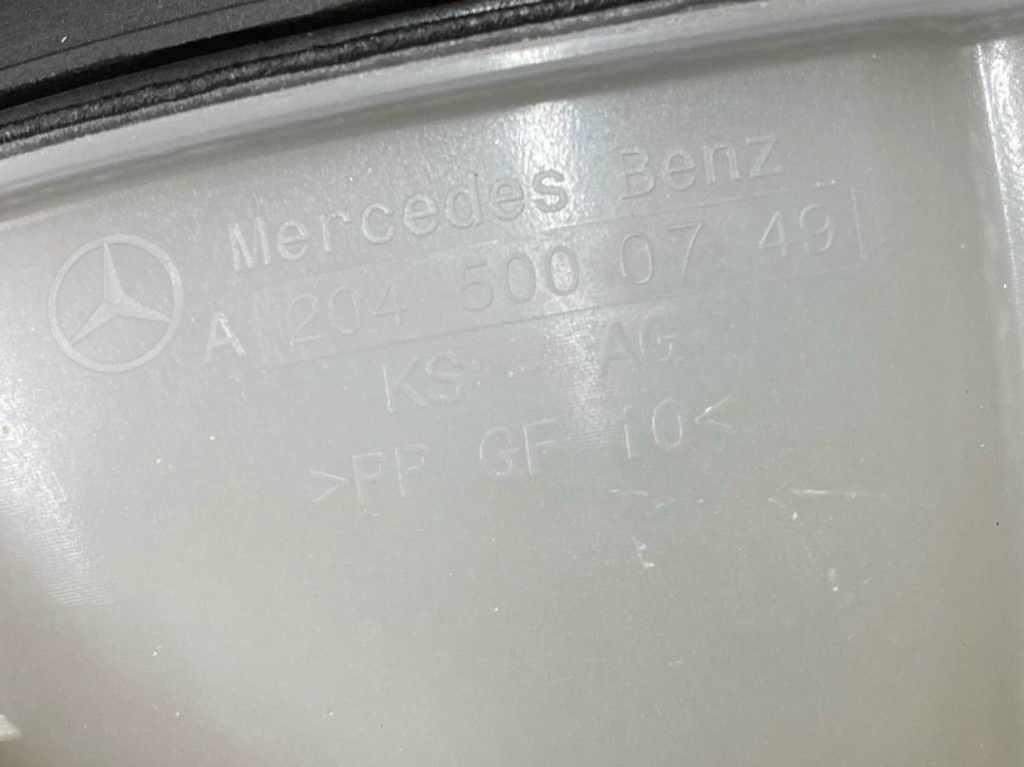 Mercedes Benz
A 204 500 07 49
KS - AG
>PP GF 10<